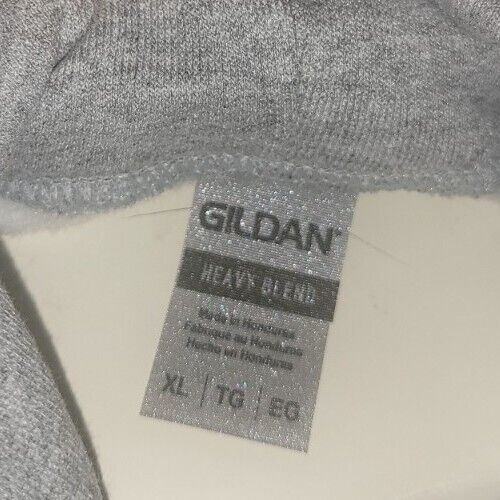 GILDAN
HEAVY BLEND
Made in Honduras
Fabriqué au Honduras
Hecho en Honduras
XL | TG | EG